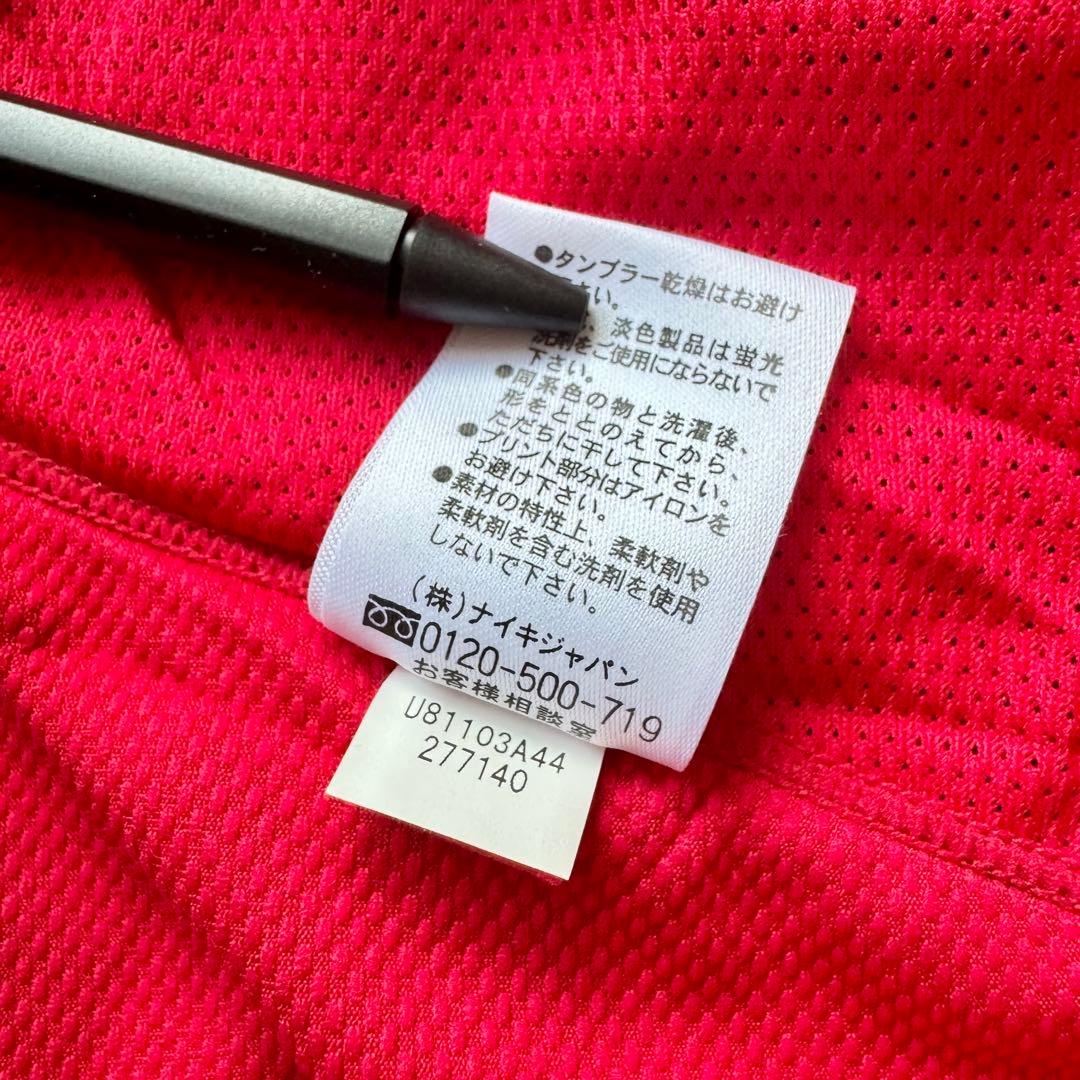 ●タンブラー乾燥はお避け
さい。
淡色製品は蛍光
洗剤をご使用にならないで
下さい。
●同系色の物と洗濯後、
形をととのえてから、
ただちに干して下さい。
●プリント部分はアイロンを
お避け下さい。
●素材の特性上、柔軟剤や
柔軟剤を含む洗剤を使用
しないで下さい。
(株)ナイキジャパン
0120-500-719
お客様相談室
U81103A44
277140